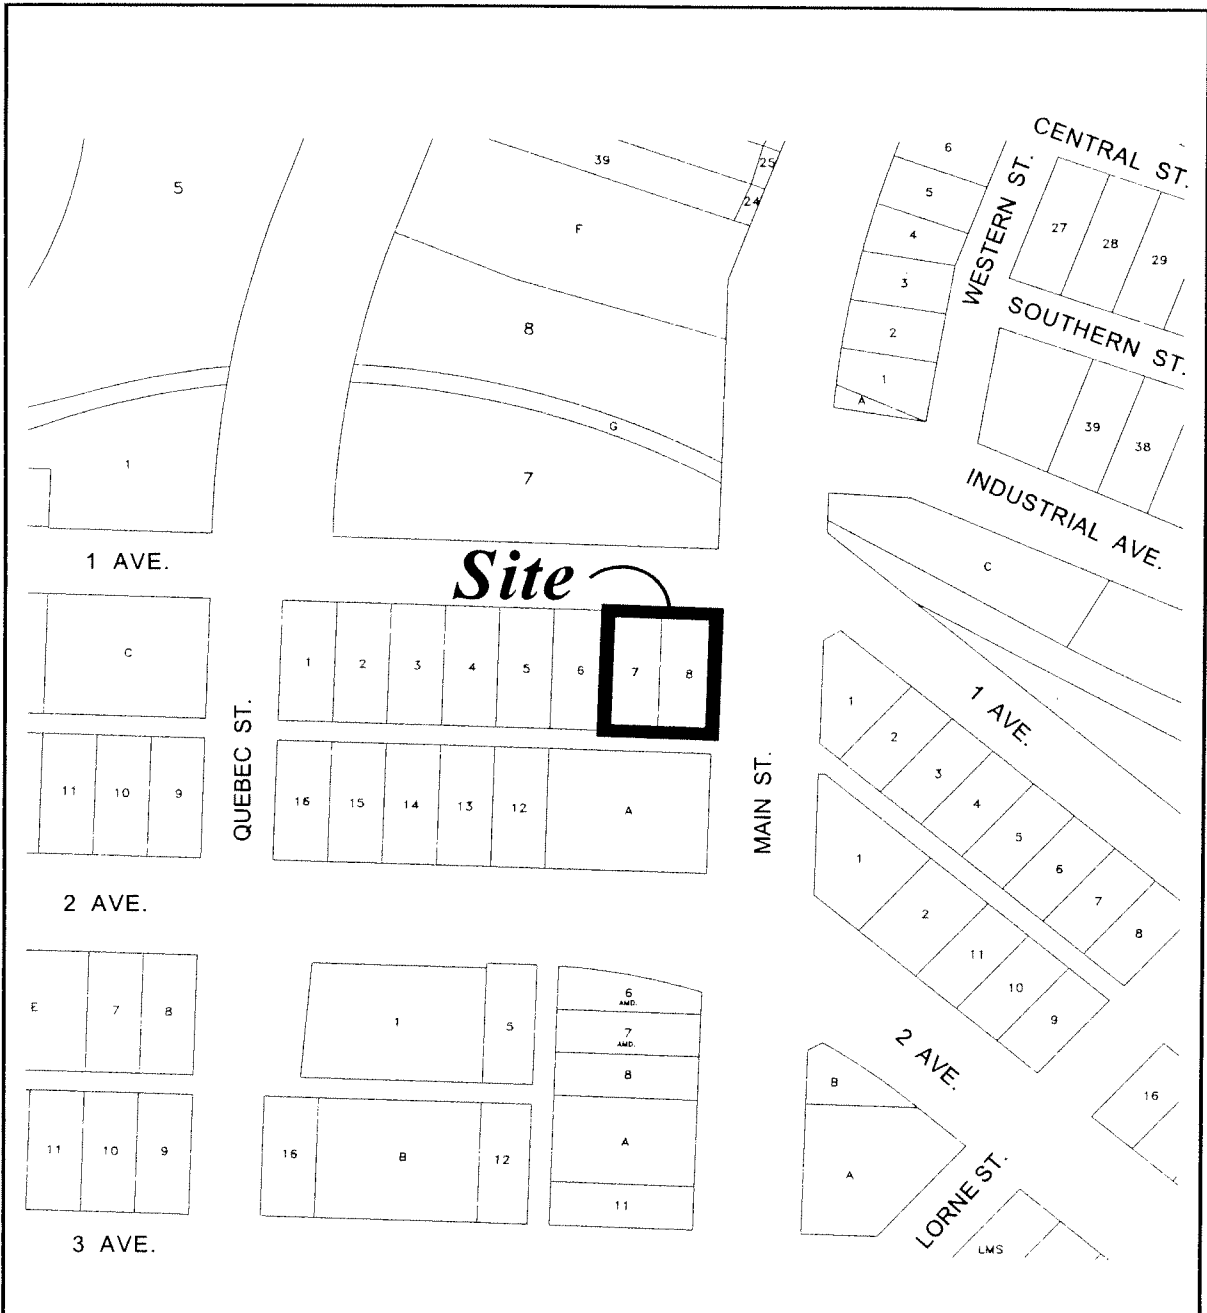 CENTRAL ST.
WESTERN ST.
SOUTHERN ST.
INDUSTRIAL AVE.
5
39
25
24
F
8
G
7
1
6
5
4
3
2
1
A
27
28
29
39
38
C
1 AVE.
Site
C
1
2
3
4
5
6
7
8
QUEBEC ST.
MAIN ST.
11
10
9
16
15
14
13
12
A
1 AVE.
1
2
3
4
5
6
7
8
1
2
11
10
9
2 AVE.
2 AVE.
E
7
8
1
5
6
AMD.
7
AMD.
8
A
11
B
A
16
11
10
9
16
B
12
LORNE ST.
LMS
3 AVE.